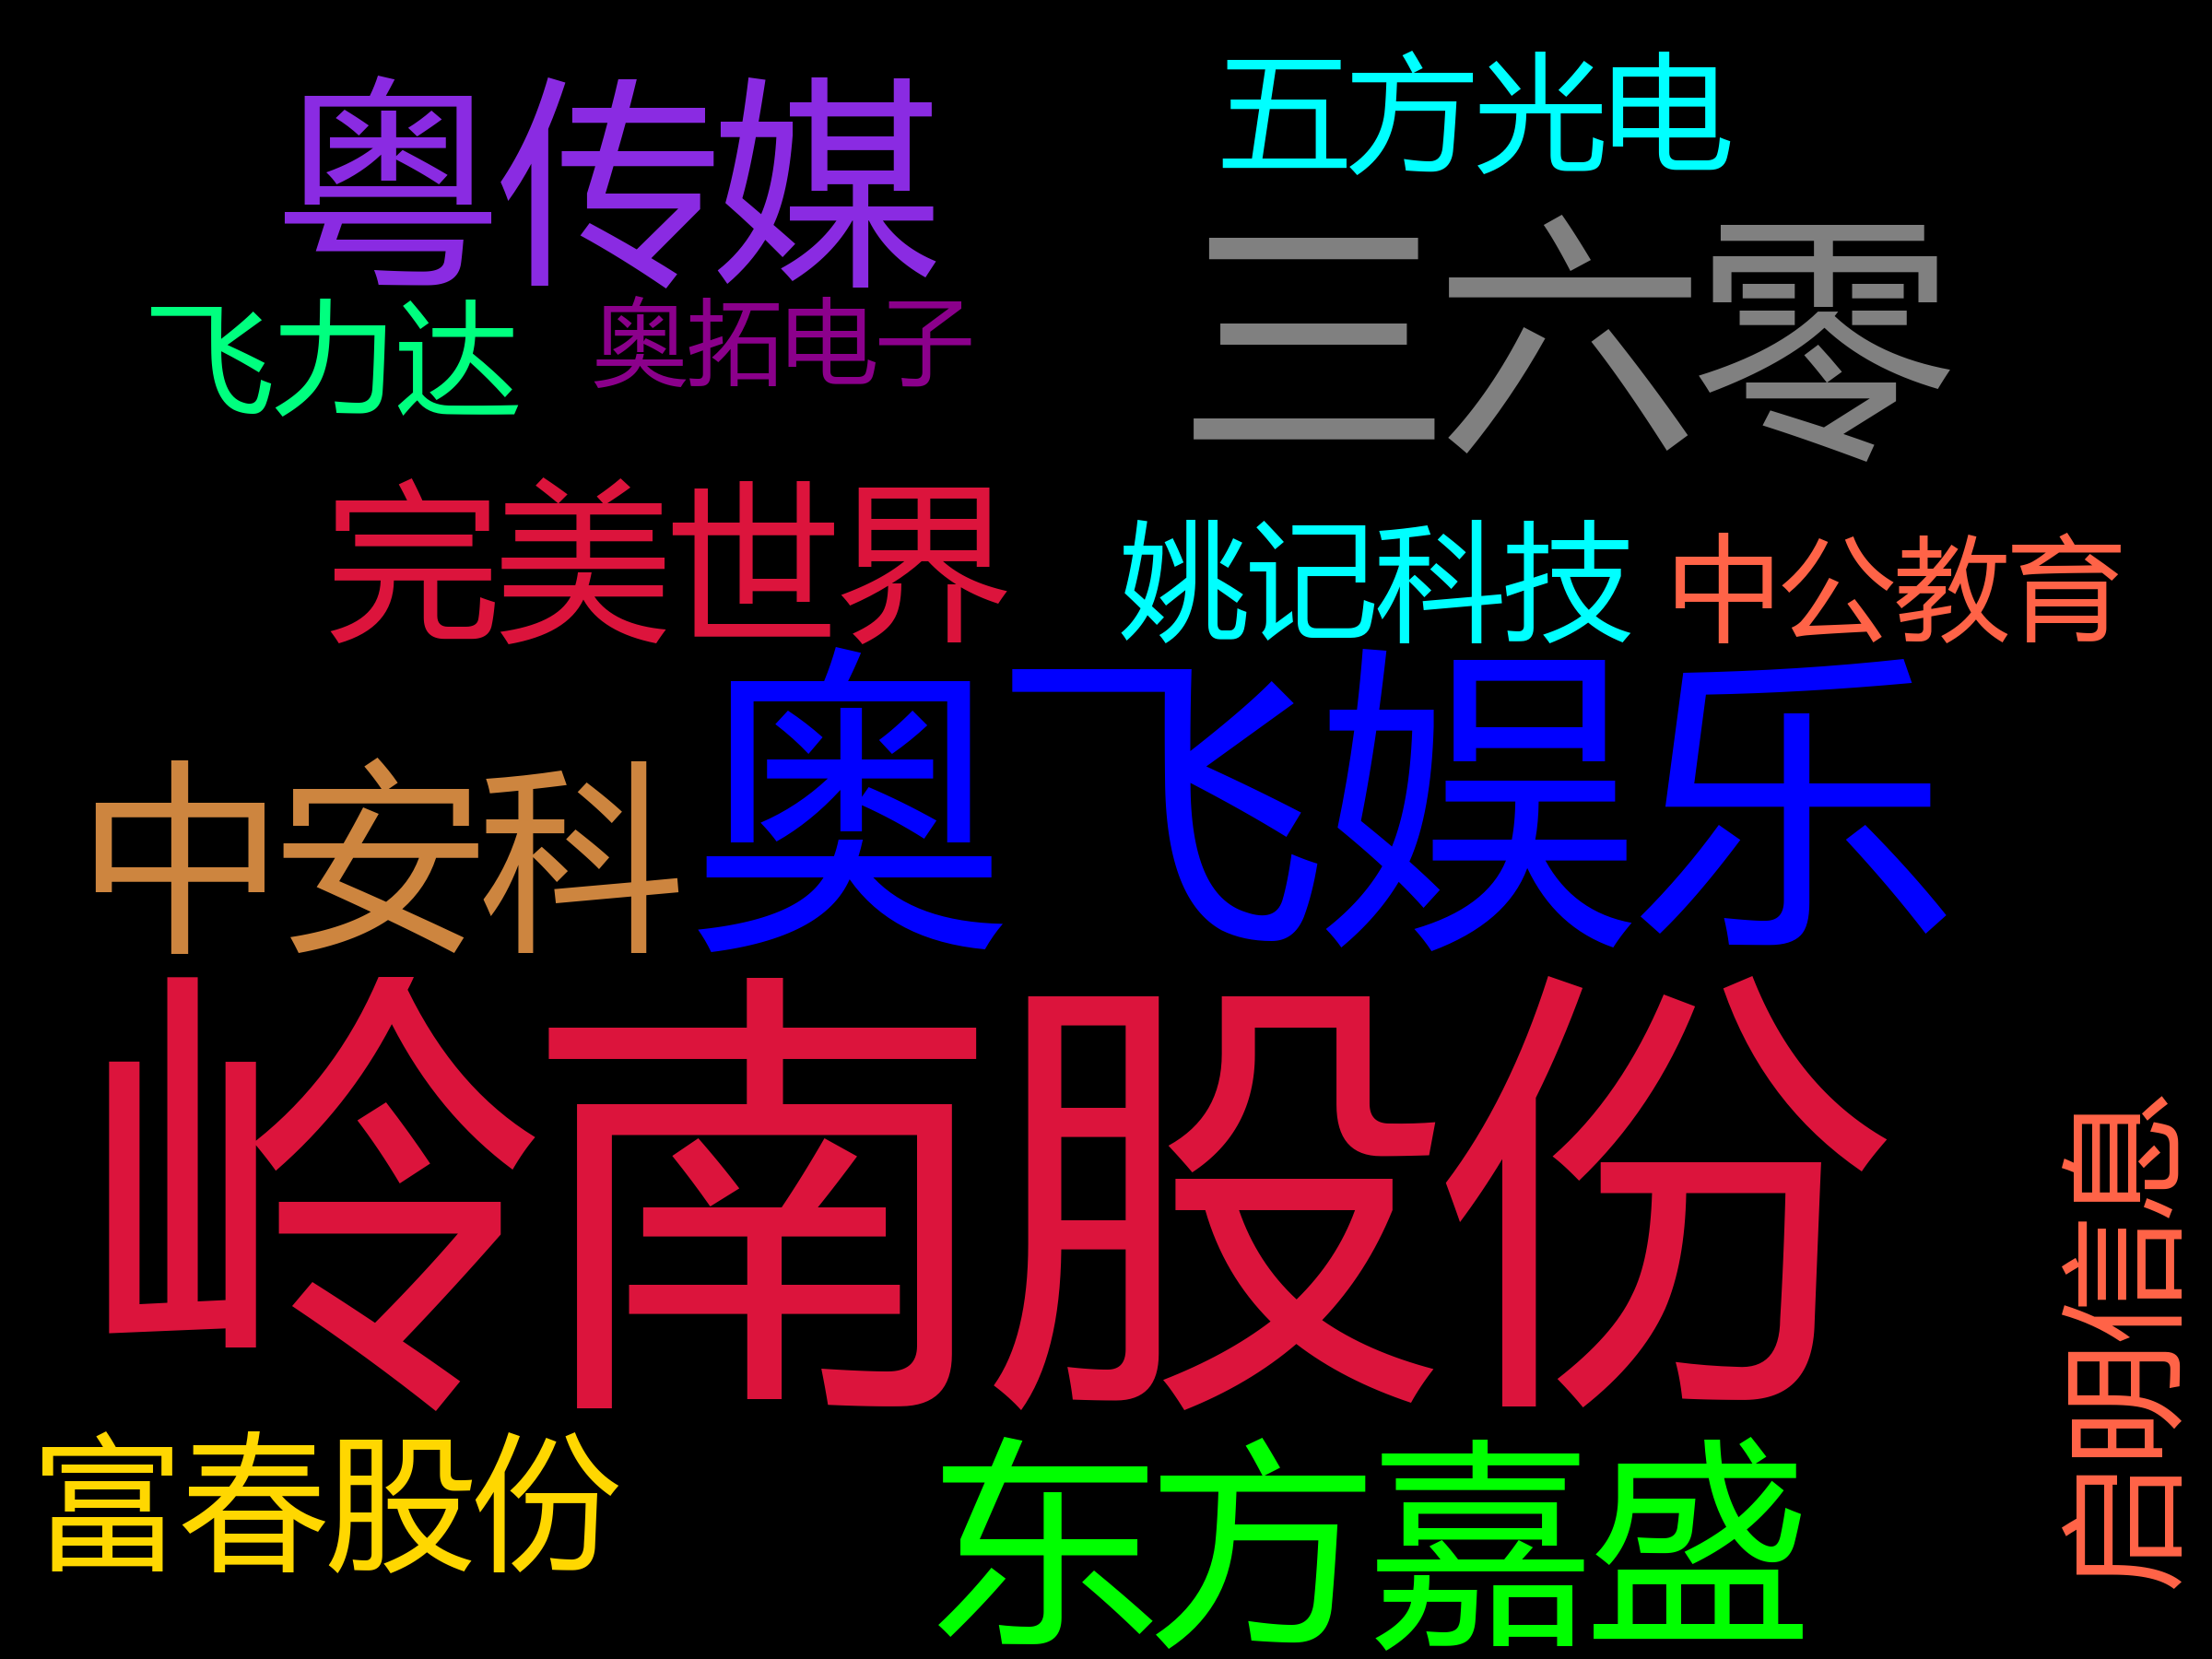 五方光电
粤传媒
三六零
飞力达
奥拓电子
完美世界
姚记科技
中公教育
奥飞娱乐
中安科
岭南股份
启明信息
富春股份
东方嘉盛